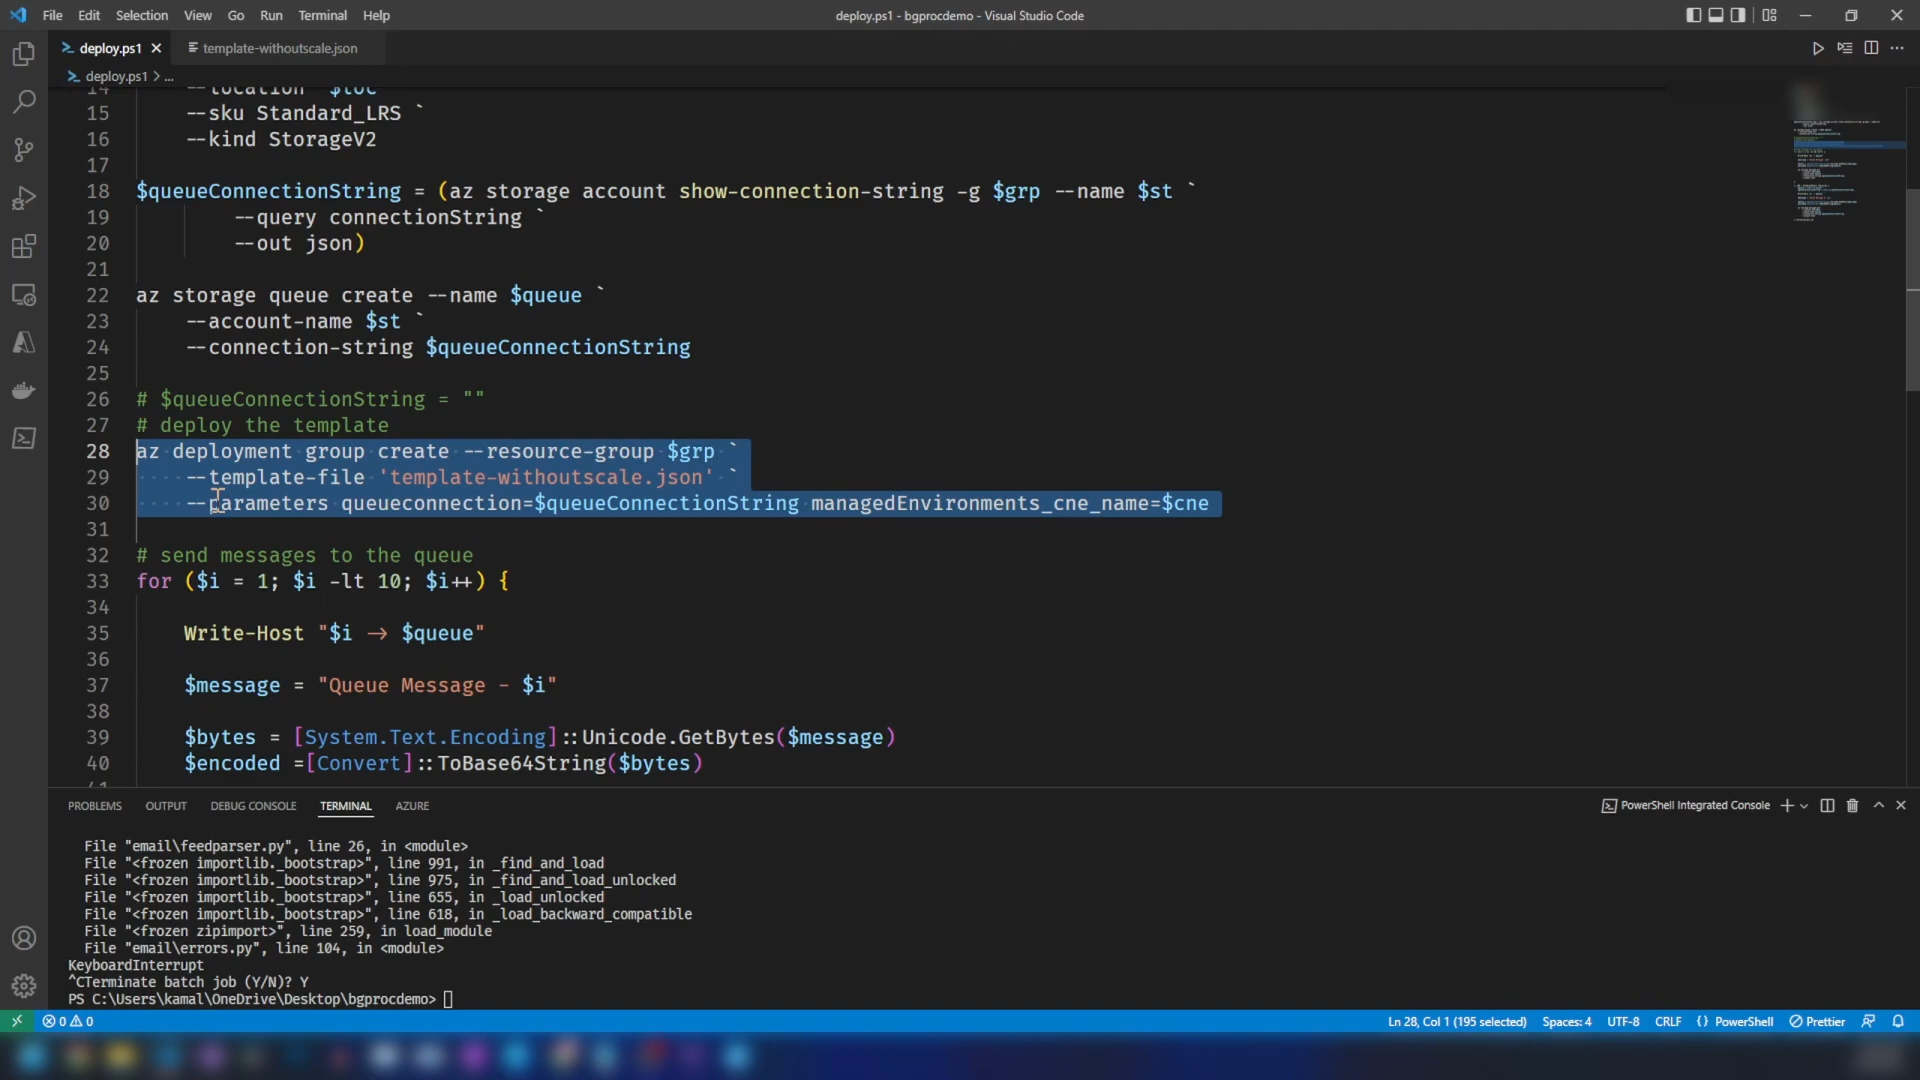 File Edit Selection View Go Run Terminal Help
deploy.ps1 - bgprocdemo - Visual Studio Code
deploy.ps1
template-withoutscale.json
deploy.ps1 > ...
14 --location $loc
15 --sku Standard_LRS `
16 --kind StorageV2
17
18 $queueConnectionString = (az storage account show-connection-string -g $grp --name $st `
19 --query connectionString `
20 --out json)
21
22 az storage queue create --name $queue `
23 --account-name $st `
24 --connection-string $queueConnectionString
25
26 # $queueConnectionString = ""
27 # deploy the template
28 az deployment group create --resource-group $grp `
29 --template-file 'template-withoutscale.json' `
30 --parameters queueconnection=$queueConnectionString managedEnvironments_cne_name=$cne
31
32 # send messages to the queue
33 for ($i = 1; $i -lt 10; $i++) {
34
35 Write-Host "$i -> $queue"
36
37 $message = "Queue Message - $i"
38
39 $bytes = [System.Text.Encoding]::Unicode.GetBytes($message)
40 $encoded =[Convert]::ToBase64String($bytes)
41
PROBLEMS OUTPUT DEBUG CONSOLE TERMINAL AZURE
PowerShell Integrated Console
File "email\feedparser.py", line 26, in <module>
File "<frozen importlib._bootstrap>", line 991, in _find_and_load
File "<frozen importlib._bootstrap>", line 975, in _find_and_load_unlocked
File "<frozen importlib._bootstrap>", line 655, in _load_unlocked
File "<frozen importlib._bootstrap>", line 618, in _load_backward_compatible
File "<frozen zipimport>", line 259, in load_module
File "email\errors.py", line 104, in <module>
KeyboardInterrupt
^CTerminate batch job (Y/N)? Y
PS C:\Users\kamal\OneDrive\Desktop\bgprocdemo>
0 0
Ln 28, Col 1 (195 selected) Spaces: 4 UTF-8 CRLF {} PowerShell Prettier